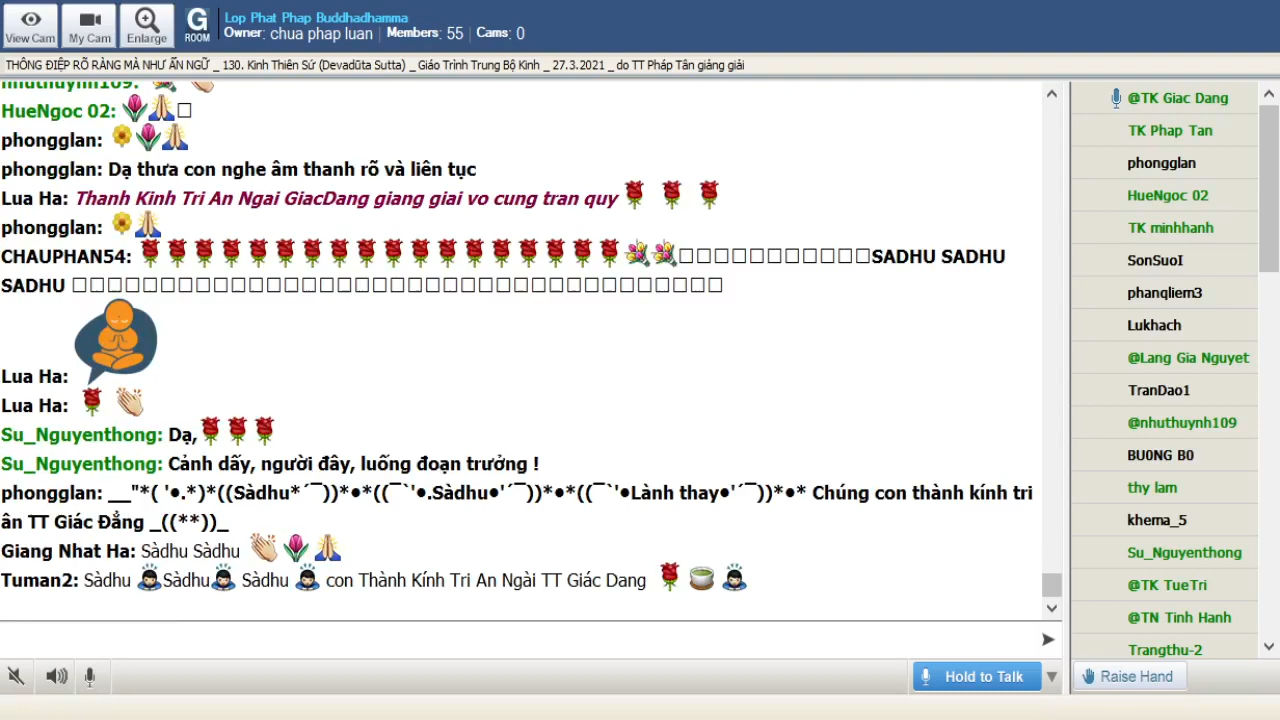 View Cam
My Cam
Enlarge
G
ROOM
Lop Phat Phap Buddhadhamma
Owner: chua phap luan
Members: 55
Cams: 0
THÔNG ĐIỆP RÕ RÀNG MÀ NHƯ ẨN NGỮ _ 130. Kinh Thiên Sứ (Devadūta Sutta) _ Giáo Trình Trung Bộ Kinh _ 27.3.2021 _ do TT Pháp Tân giảng giải
nhuthuynh109:
HueNgoc 02:
phongglan:
phongglan: Dạ thưa con nghe âm thanh rõ và liên tục
Lua Ha: Thanh Kinh Tri An Ngai GiacDang giang giai vo cung tran quy
phongglan:
CHAUPHAN54: SADHU SADHU
SADHU
Lua Ha:
Lua Ha:
Su_Nguyenthong: Dạ,
Su_Nguyenthong: Cảnh dấy, người đây, luống đoạn trưởng !
phongglan: __"*( '•.*)*((Sàdhu*´¯))*•*((¯`'•.Sàdhu•'´¯))*•*((¯`'•Lành thay•'´¯))*•* Chúng con thành kính tri
ân TT Giác Đẳng _((**))_
Giang Nhat Ha: Sàdhu Sàdhu
Tuman2: Sàdhu Sàdhu Sàdhu con Thành Kính Tri An Ngài TT Giác Dang
@TK Giac Dang
TK Phap Tan
phongglan
HueNgoc 02
TK minhhanh
SonSuoI
phanqliem3
Lukhach
@Lang Gia Nguyet
TranDao1
@nhuthuynh109
BU0NG B0
thy lam
khema_5
Su_Nguyenthong
@TK TueTri
@TN Tinh Hanh
Trangthu-2
Hold to Talk
Raise Hand